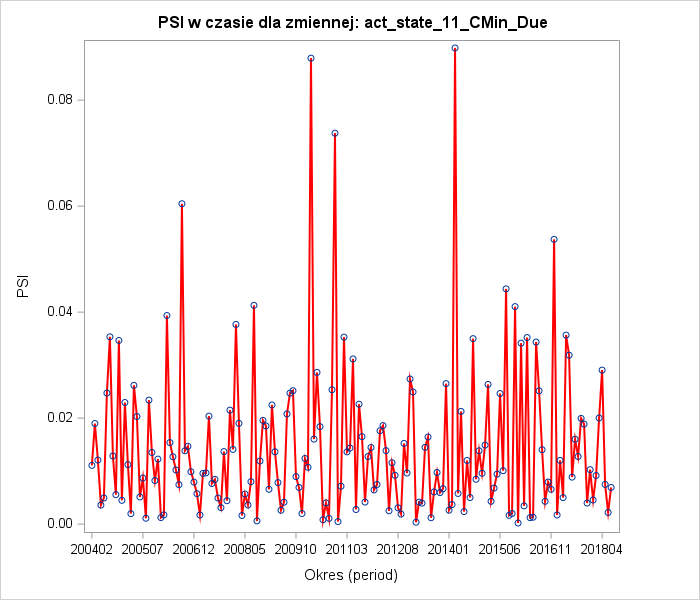 PSI w czasie dla zmiennej: act_state_11_CMin_Due
0.08
0.06
0.04
0.02
0.00
PSI
200402 200507 200612 200805 200910 201103 201208 201401 201506 201611 201804
Okres (period)